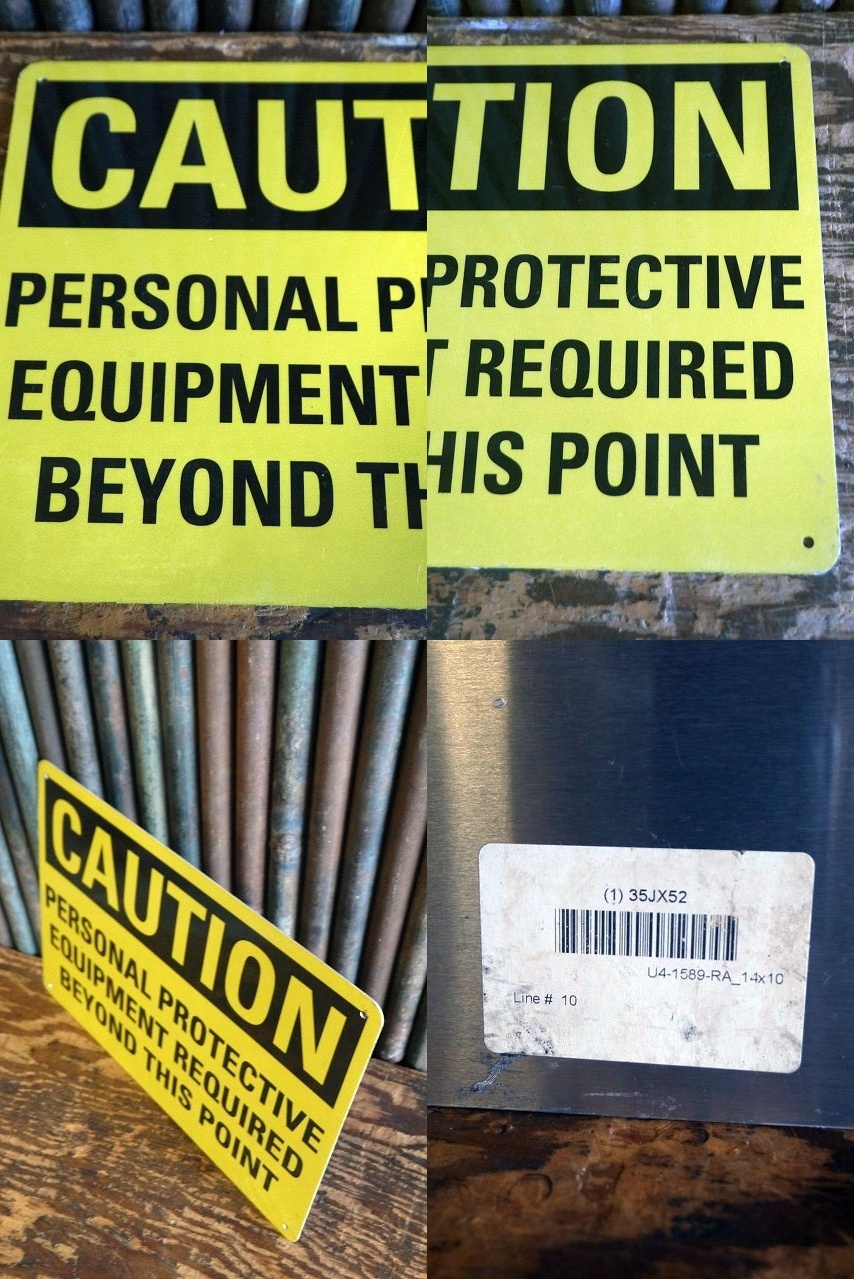 CAUT
PERSONAL P
EQUIPMENT
BEYOND TH
TION
PROTECTIVE
T REQUIRED
HIS POINT
CAUTION
PERSONAL PROTECTIVE
EQUIPMENT REQUIRED
BEYOND THIS POINT
(1) 35JX52
U4-1589-RA_14x10
Line # 10